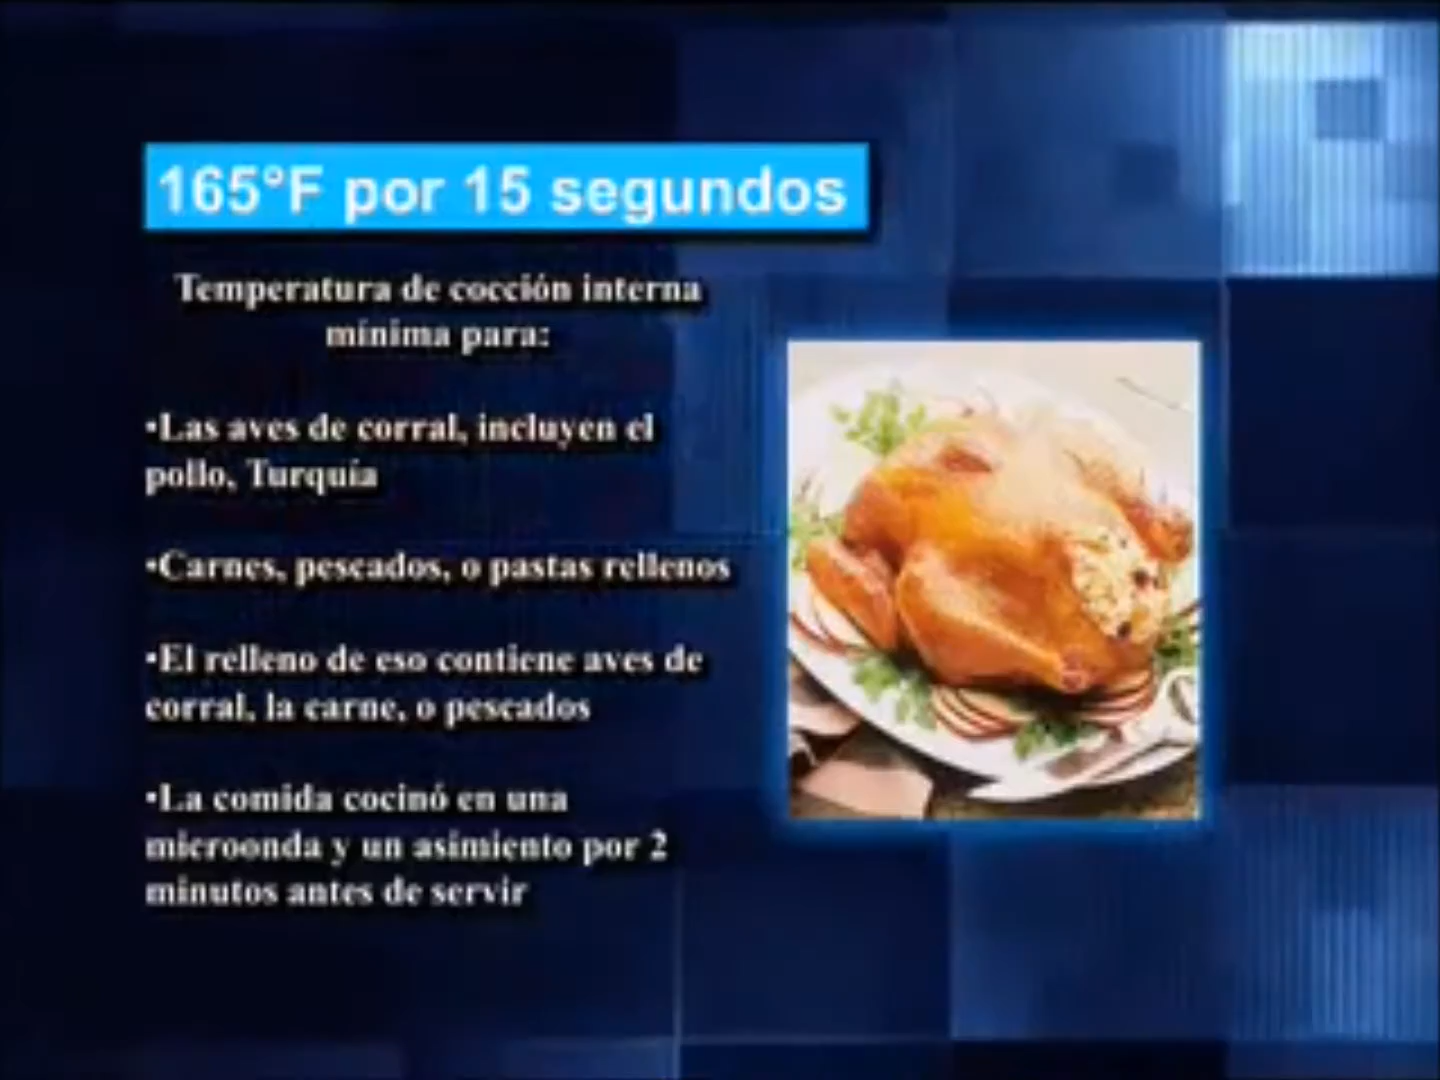 165°F por 15 segundos
Temperatura de cocción interna
mínima para:
•Las aves de corral, incluyen el
pollo, Turquía
•Carnes, pescados, o pastas rellenos
•El relleno de eso contiene aves de
corral, la carne, o pescados
•La comida cocinó en una
microonda y un asimiento por 2
minutos antes de servir